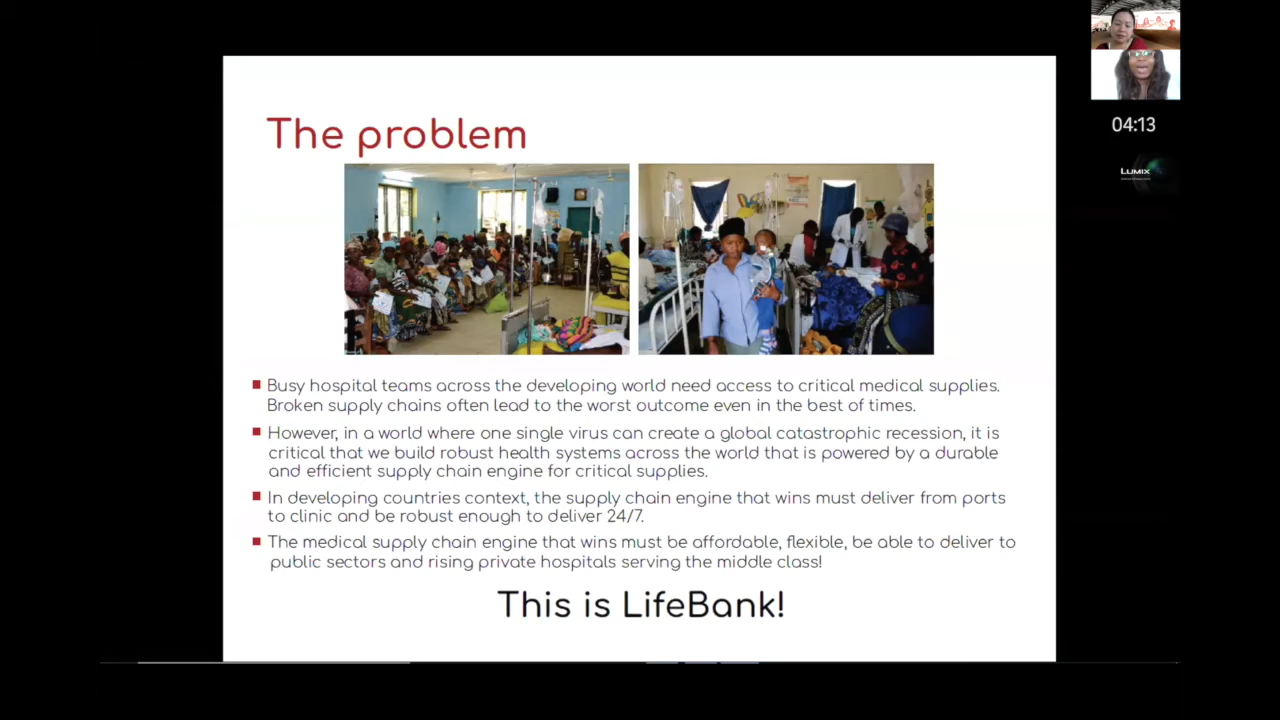 The problem
Busy hospital teams across the developing world need access to critical medical supplies.
Broken supply chains often lead to the worst outcome even in the best of times.
However, in a world where one single virus can create a global catastrophic recession, it is
critical that we build robust health systems across the world that is powered by a durable
and efficient supply chain engine for critical supplies.
In developing countries context, the supply chain engine that wins must deliver from ports
to clinic and be robust enough to deliver 24/7.
The medical supply chain engine that wins must be affordable, flexible, be able to deliver to
public sectors and rising private hospitals serving the middle class!
This is LifeBank!
04:13
LUMIX